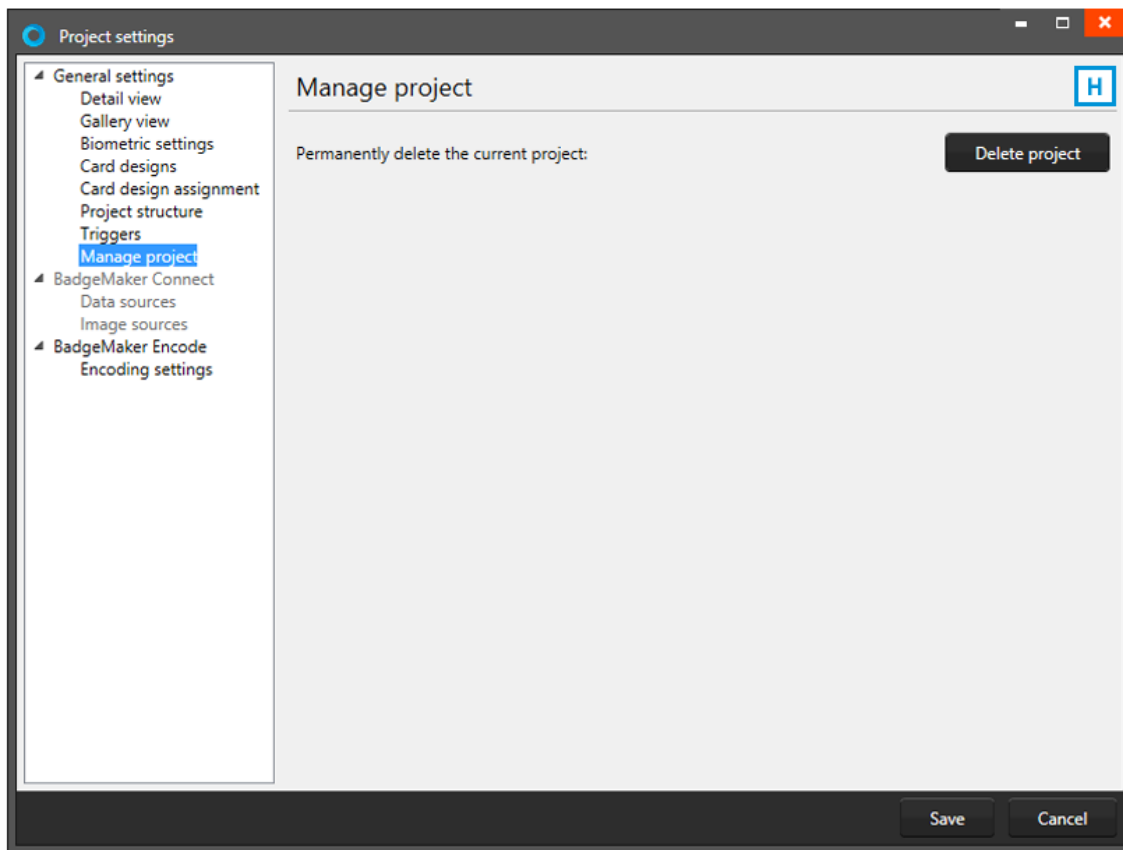 Project settings
General settings
Detail view
Gallery view
Biometric settings
Card designs
Card design assignment
Project structure
Triggers
Manage project
BadgeMaker Connect
Data sources
Image sources
BadgeMaker Encode
Encoding settings
Manage project
H
Permanently delete the current project:
Delete project
Save
Cancel